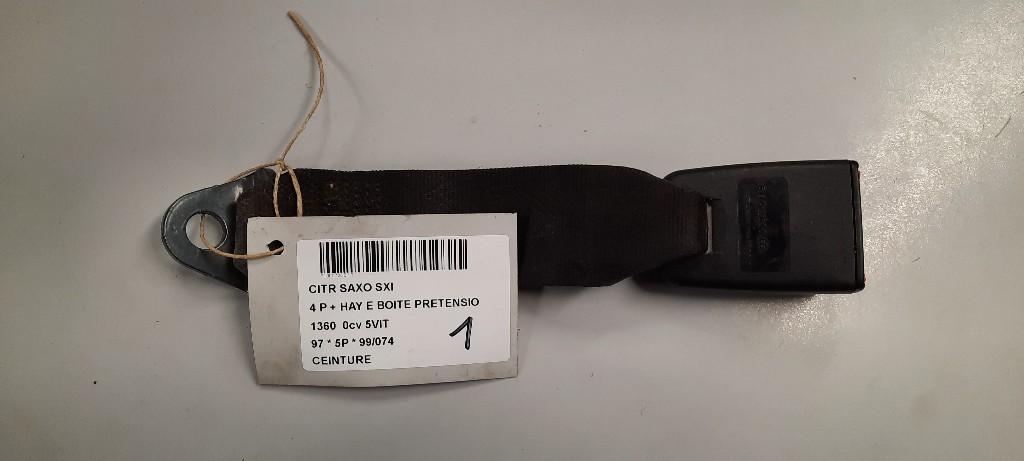 CITR SAXO SXI
4 P + HAY E BOITE PRETENSIO
1360 0cv 5VIT
97 * 5P * 99/074
CEINTURE
1